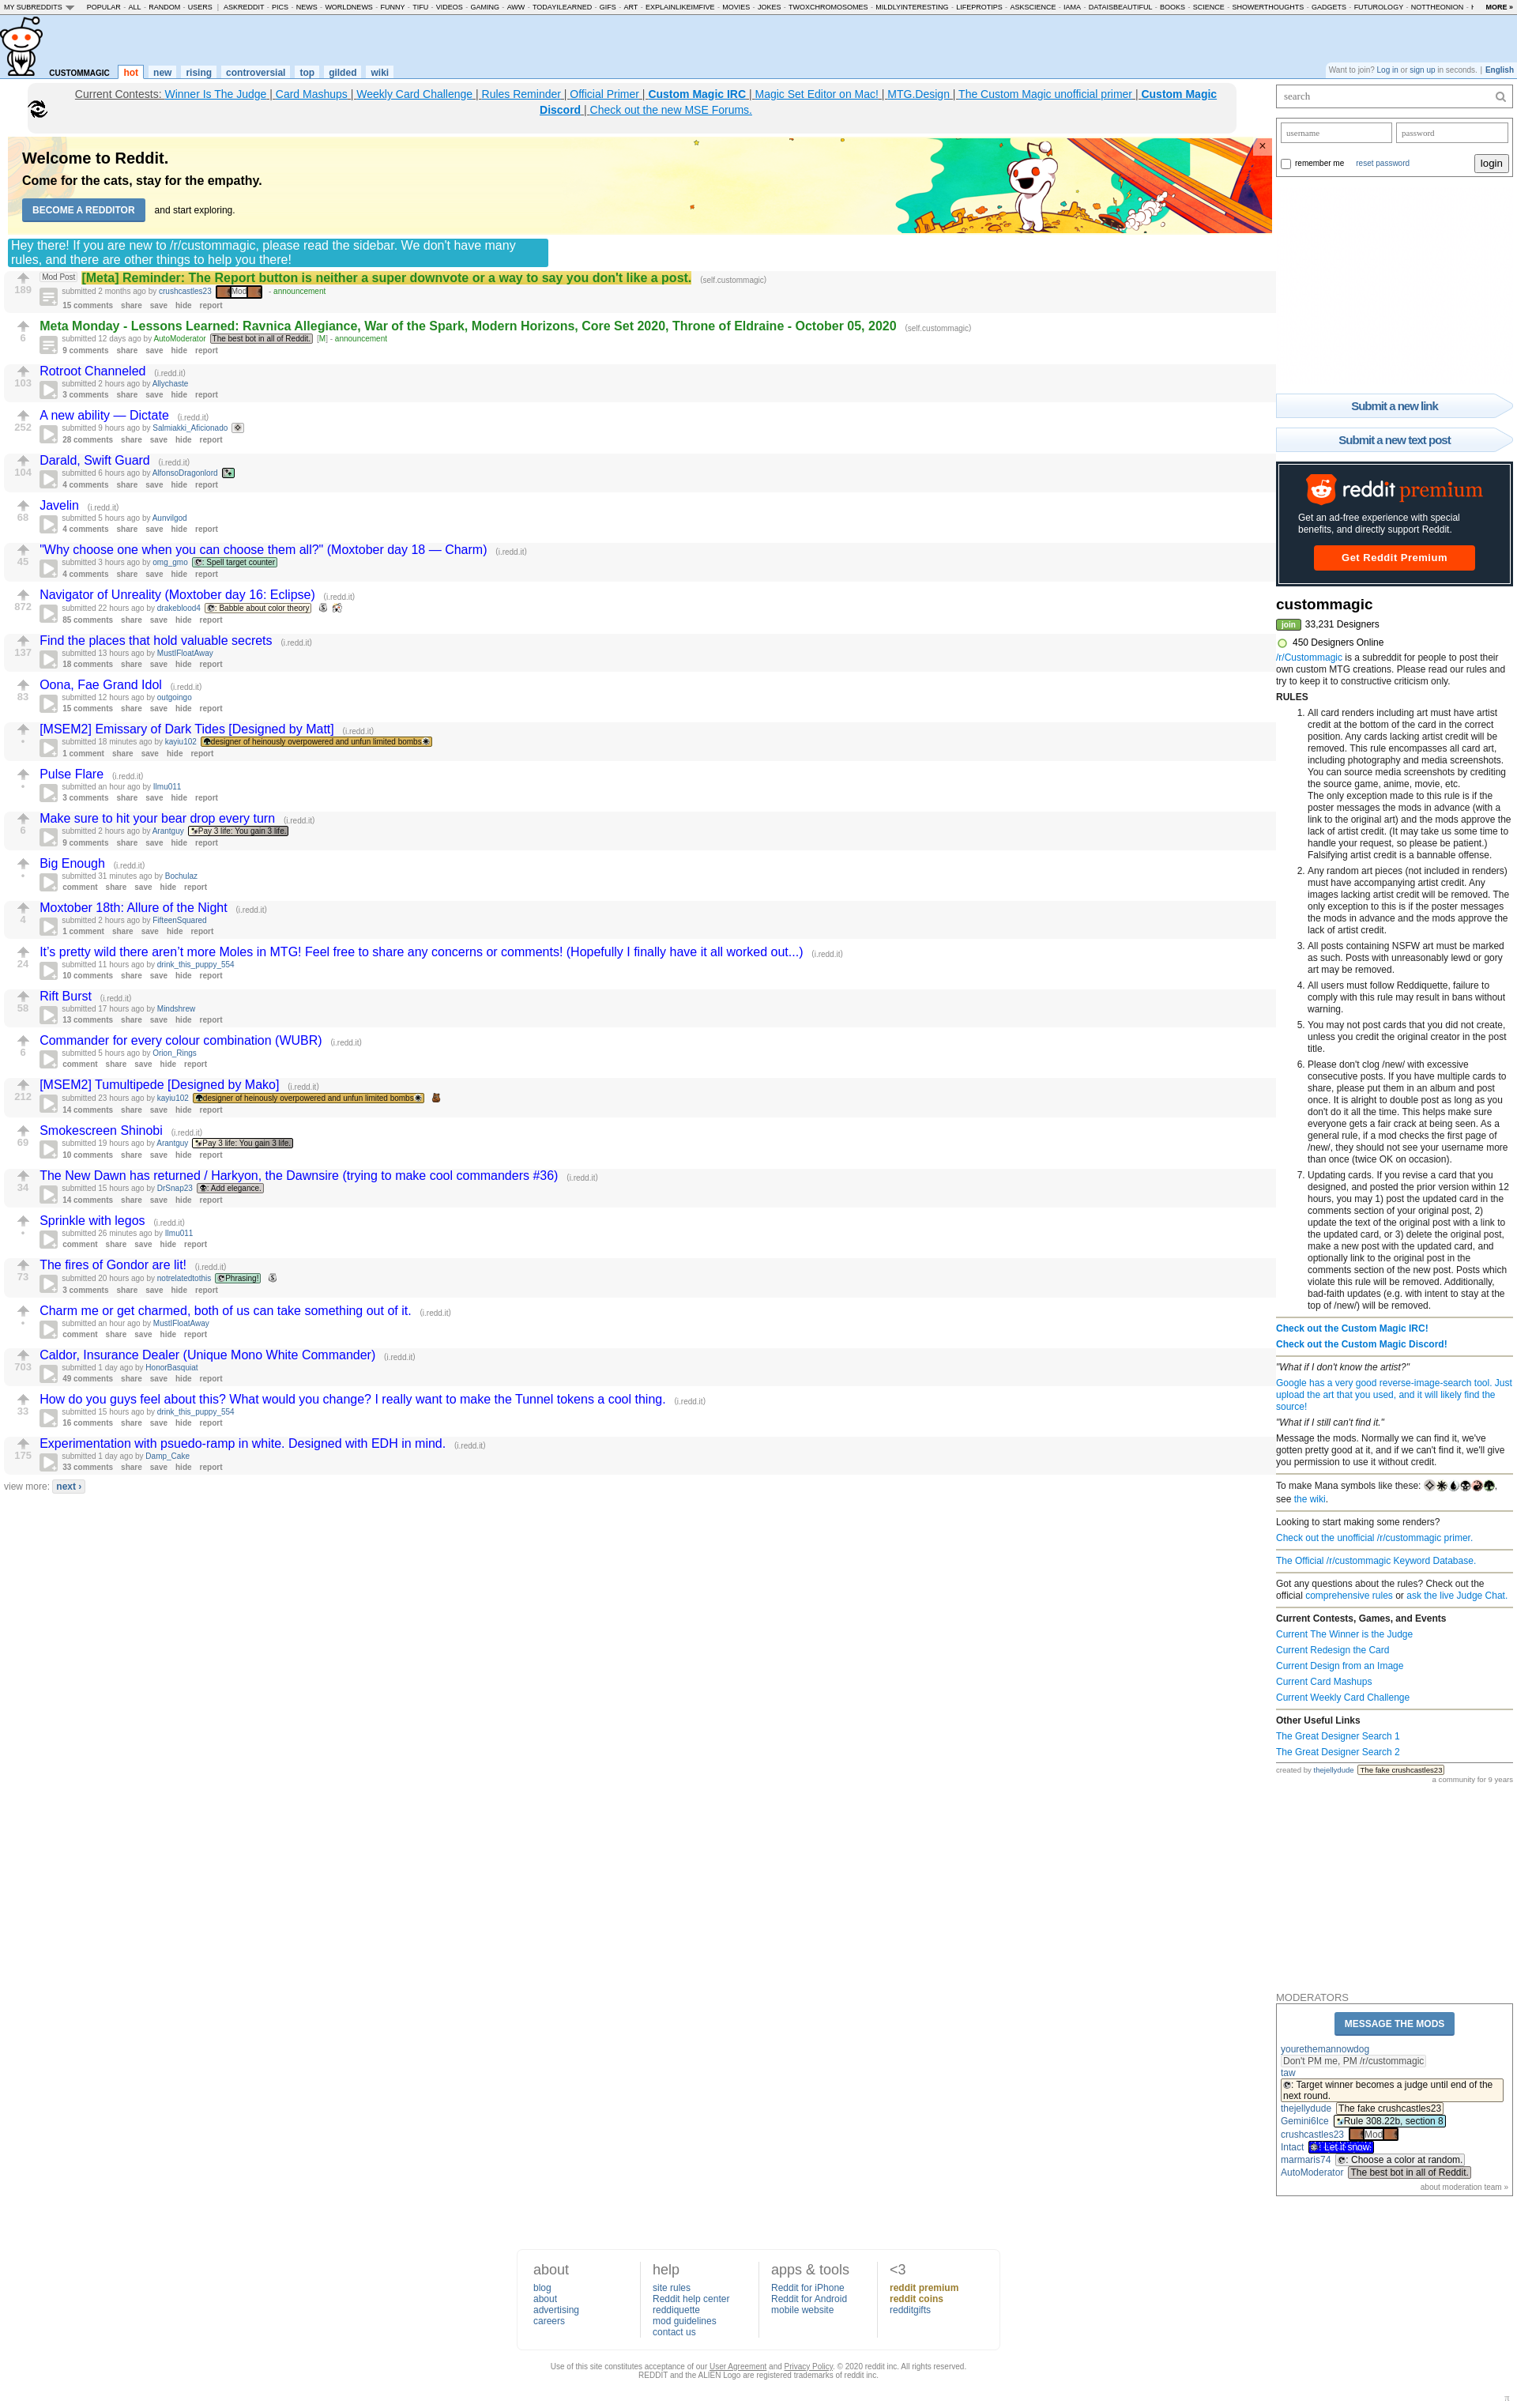 MY SUBREDDITS POPULAR - ALL - RANDOM - USERS | ASKREDDIT - PICS - NEWS - WORLDNEWS - FUNNY - TIFU - VIDEOS - GAMING - AWW - TODAYILEARNED - GIFS - ART - EXPLAINLIKEIMFIVE - MOVIES - JOKES - TWOXCHROMOSOMES - MILDLYINTERESTING - LIFEPROTIPS - ASKSCIENCE - IAMA - DATAISBEAUTIFUL - BOOKS - SCIENCE - SHOWERTHOUGHTS - GADGETS - FUTUROLOGY - NOTTHEONION - MORE »
CUSTOMMAGIC hot new rising controversial top gilded wiki
Want to join? Log in or sign up in seconds. | English
Current Contests: Winner Is The Judge | Card Mashups | Weekly Card Challenge | Rules Reminder | Official Primer | Custom Magic IRC | Magic Set Editor on Mac! | MTG.Design | The Custom Magic unofficial primer | Custom Magic
Discord | Check out the new MSE Forums.
Welcome to Reddit.
Come for the cats, stay for the empathy.
BECOME A REDDITOR and start exploring.
×
Hey there! If you are new to /r/custommagic, please read the sidebar. We don't have many
rules, and there are other things to help you there!
189
Mod Post [Meta] Reminder: The Report button is neither a super downvote or a way to say you don't like a post. (self.custommagic)
submitted 2 months ago by crushcastles23 Mod - announcement
15 comments share save hide report
6
Meta Monday - Lessons Learned: Ravnica Allegiance, War of the Spark, Modern Horizons, Core Set 2020, Throne of Eldraine - October 05, 2020 (self.custommagic)
submitted 12 days ago by AutoModerator The best bot in all of Reddit. [M] - announcement
9 comments share save hide report
103
Rotroot Channeled (i.redd.it)
submitted 2 hours ago by Allychaste
3 comments share save hide report
252
A new ability — Dictate (i.redd.it)
submitted 9 hours ago by Salmiakki_Aficionado
28 comments share save hide report
104
Darald, Swift Guard (i.redd.it)
submitted 6 hours ago by AlfonsoDragonlord
4 comments share save hide report
68
Javelin (i.redd.it)
submitted 5 hours ago by Aunvilgod
4 comments share save hide report
45
"Why choose one when you can choose them all?" (Moxtober day 18 — Charm) (i.redd.it)
submitted 3 hours ago by omg_gmo : Spell target counter
4 comments share save hide report
872
Navigator of Unreality (Moxtober day 16: Eclipse) (i.redd.it)
submitted 22 hours ago by drakeblood4 : Babble about color theory
85 comments share save hide report
137
Find the places that hold valuable secrets (i.redd.it)
submitted 13 hours ago by MustIFloatAway
18 comments share save hide report
83
Oona, Fae Grand Idol (i.redd.it)
submitted 12 hours ago by outgoingo
15 comments share save hide report
•
[MSEM2] Emissary of Dark Tides [Designed by Matt] (i.redd.it)
submitted 18 minutes ago by kayiu102 designer of heinously overpowered and unfun limited bombs
1 comment share save hide report
•
Pulse Flare (i.redd.it)
submitted an hour ago by Ilmu011
3 comments share save hide report
6
Make sure to hit your bear drop every turn (i.redd.it)
submitted 2 hours ago by Arantguy Pay 3 life: You gain 3 life.
9 comments share save hide report
•
Big Enough (i.redd.it)
submitted 31 minutes ago by Bochulaz
comment share save hide report
4
Moxtober 18th: Allure of the Night (i.redd.it)
submitted 2 hours ago by FifteenSquared
1 comment share save hide report
24
It’s pretty wild there aren’t more Moles in MTG! Feel free to share any concerns or comments! (Hopefully I finally have it all worked out...) (i.redd.it)
submitted 11 hours ago by drink_this_puppy_554
10 comments share save hide report
58
Rift Burst (i.redd.it)
submitted 17 hours ago by Mindshrew
13 comments share save hide report
6
Commander for every colour combination (WUBR) (i.redd.it)
submitted 5 hours ago by Orion_Rings
comment share save hide report
212
[MSEM2] Tumultipede [Designed by Mako] (i.redd.it)
submitted 23 hours ago by kayiu102 designer of heinously overpowered and unfun limited bombs
14 comments share save hide report
69
Smokescreen Shinobi (i.redd.it)
submitted 19 hours ago by Arantguy Pay 3 life: You gain 3 life.
10 comments share save hide report
34
The New Dawn has returned / Harkyon, the Dawnsire (trying to make cool commanders #36) (i.redd.it)
submitted 15 hours ago by DrSnap23 : Add elegance.
14 comments share save hide report
•
Sprinkle with legos (i.redd.it)
submitted 26 minutes ago by Ilmu011
comment share save hide report
73
The fires of Gondor are lit! (i.redd.it)
submitted 20 hours ago by notrelatedtothis Phrasing!
3 comments share save hide report
•
Charm me or get charmed, both of us can take something out of it. (i.redd.it)
submitted an hour ago by MustIFloatAway
comment share save hide report
703
Caldor, Insurance Dealer (Unique Mono White Commander) (i.redd.it)
submitted 1 day ago by HonorBasquiat
49 comments share save hide report
33
How do you guys feel about this? What would you change? I really want to make the Tunnel tokens a cool thing. (i.redd.it)
submitted 15 hours ago by drink_this_puppy_554
16 comments share save hide report
175
Experimentation with psuedo-ramp in white. Designed with EDH in mind. (i.redd.it)
submitted 1 day ago by Damp_Cake
33 comments share save hide report
view more: next ›
search
username password
remember me reset password login
Submit a new link
Submit a new text post
reddit premium
Get an ad-free experience with special
benefits, and directly support Reddit.
Get Reddit Premium
custommagic
join 33,231 Designers
450 Designers Online
/r/Custommagic is a subreddit for people to post their
own custom MTG creations. Please read our rules and
try to keep it to constructive criticism only.
RULES
1. All card renders including art must have artist
credit at the bottom of the card in the correct
position. Any cards lacking artist credit will be
removed. This rule encompasses all card art,
including photography and media screenshots.
You can source media screenshots by crediting
the source game, anime, movie, etc.
The only exception made to this rule is if the
poster messages the mods in advance (with a
link to the original art) and the mods approve the
lack of artist credit. (It may take us some time to
handle your request, so please be patient.)
Falsifying artist credit is a bannable offense.
2. Any random art pieces (not included in renders)
must have accompanying artist credit. Any
images lacking artist credit will be removed. The
only exception to this is if the poster messages
the mods in advance and the mods approve the
lack of artist credit.
3. All posts containing NSFW art must be marked
as such. Posts with unreasonably lewd or gory
art may be removed.
4. All users must follow Reddiquette, failure to
comply with this rule may result in bans without
warning.
5. You may not post cards that you did not create,
unless you credit the original creator in the post
title.
6. Please don't clog /new/ with excessive
consecutive posts. If you have multiple cards to
share, please put them in an album and post
once. It is alright to double post as long as you
don't do it all the time. This helps make sure
everyone gets a fair crack at being seen. As a
general rule, if a mod checks the first page of
/new/, they should not see your username more
than once (twice OK on occasion).
7. Updating cards. If you revise a card that you
designed, and posted the prior version within 12
hours, you may 1) post the updated card in the
comments section of your original post, 2)
update the text of the original post with a link to
the updated card, or 3) delete the original post,
make a new post with the updated card, and
optionally link to the original post in the
comments section of the new post. Posts which
violate this rule will be removed. Additionally,
bad-faith updates (e.g. with intent to stay at the
top of /new/) will be removed.
Check out the Custom Magic IRC!
Check out the Custom Magic Discord!
"What if I don't know the artist?"
Google has a very good reverse-image-search tool. Just
upload the art that you used, and it will likely find the
source!
"What if I still can't find it."
Message the mods. Normally we can find it, we've
gotten pretty good at it, and if we can't find it, we'll give
you permission to use it without credit.
To make Mana symbols like these: ,
see the wiki.
Looking to start making some renders?
Check out the unofficial /r/custommagic primer.
The Official /r/custommagic Keyword Database.
Got any questions about the rules? Check out the
official comprehensive rules or ask the live Judge Chat.
Current Contests, Games, and Events
Current The Winner is the Judge
Current Redesign the Card
Current Design from an Image
Current Card Mashups
Current Weekly Card Challenge
Other Useful Links
The Great Designer Search 1
The Great Designer Search 2
created by thejellydude The fake crushcastles23
a community for 9 years
MODERATORS
MESSAGE THE MODS
yourethemannowdog
Don't PM me, PM /r/custommagic
taw
: Target winner becomes a judge until end of the
next round.
thejellydude The fake crushcastles23
Gemini6Ice Rule 308.22b, section 8
crushcastles23 Mod
Intact : Let it snow.
marmaris74 : Choose a color at random.
AutoModerator The best bot in all of Reddit.
about moderation team »
about
blog
about
advertising
careers
help
site rules
Reddit help center
reddiquette
mod guidelines
contact us
apps & tools
Reddit for iPhone
Reddit for Android
mobile website
<3
reddit premium
reddit coins
redditgifts
Use of this site constitutes acceptance of our User Agreement and Privacy Policy. © 2020 reddit inc. All rights reserved.
REDDIT and the ALIEN Logo are registered trademarks of reddit inc.
π